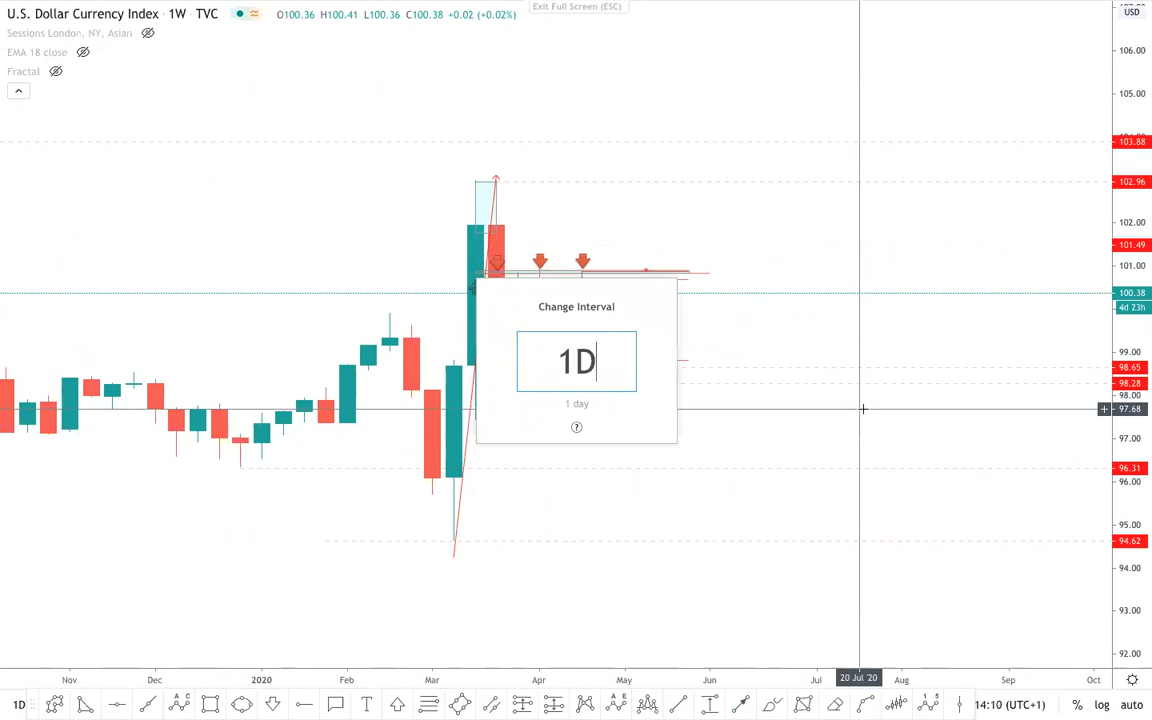 Exit Full Screen (ESC)
U.S. Dollar Currency Index · 1W · TVC
O100.36 H100.41 L100.36 C100.38 +0.02 (+0.02%)
USD
Sessions London, NY, Asian
EMA 18 close
Fractal
106.00
105.00
103.88
102.96
102.00
101.49
101.00
100.38
4d 23h
99.00
98.65
98.28
98.00
97.68
97.00
96.31
96.00
95.00
94.62
94.00
93.00
92.00
Change Interval
1D
1 day
?
Nov
Dec
2020
Feb
Mar
Apr
May
Jun
Jul
20 Jul '20
Aug
Sep
Oct
1D
A C
T
A E
1 5
14:10 (UTC+1)
%
log
auto